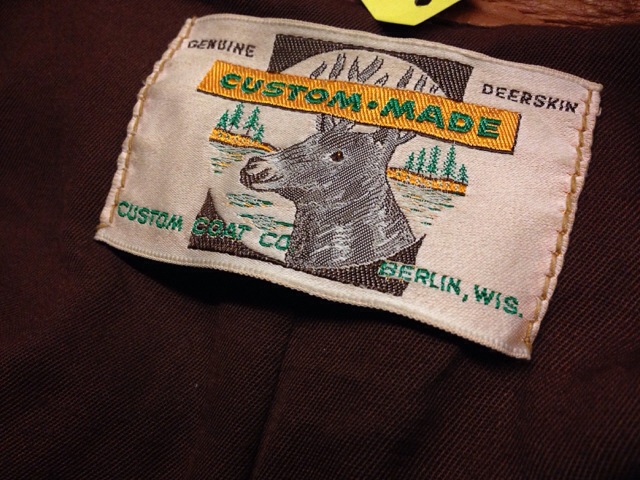 GENUINE
CUSTOM•MADE
DEERSKIN
CUSTOM COAT CO
BERLIN, WIS.